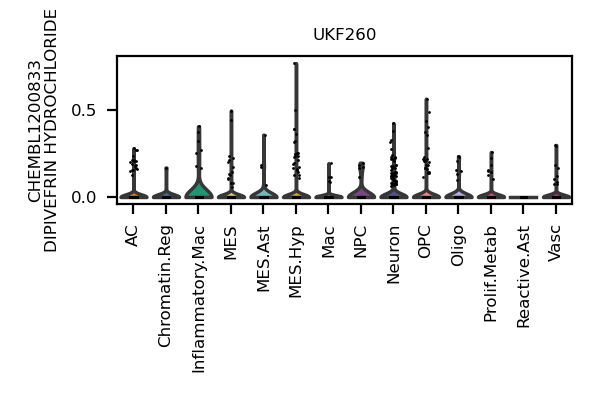 UKF260
CHEMBL1200833
DIPIVEFRIN HYDROCHLORIDE
0.5
0.0
AC
Chromatin.Reg
Inflammatory.Mac
MES
MES.Ast
MES.Hyp
Mac
NPC
Neuron
OPC
Oligo
Prolif.Metab
Reactive.Ast
Vasc